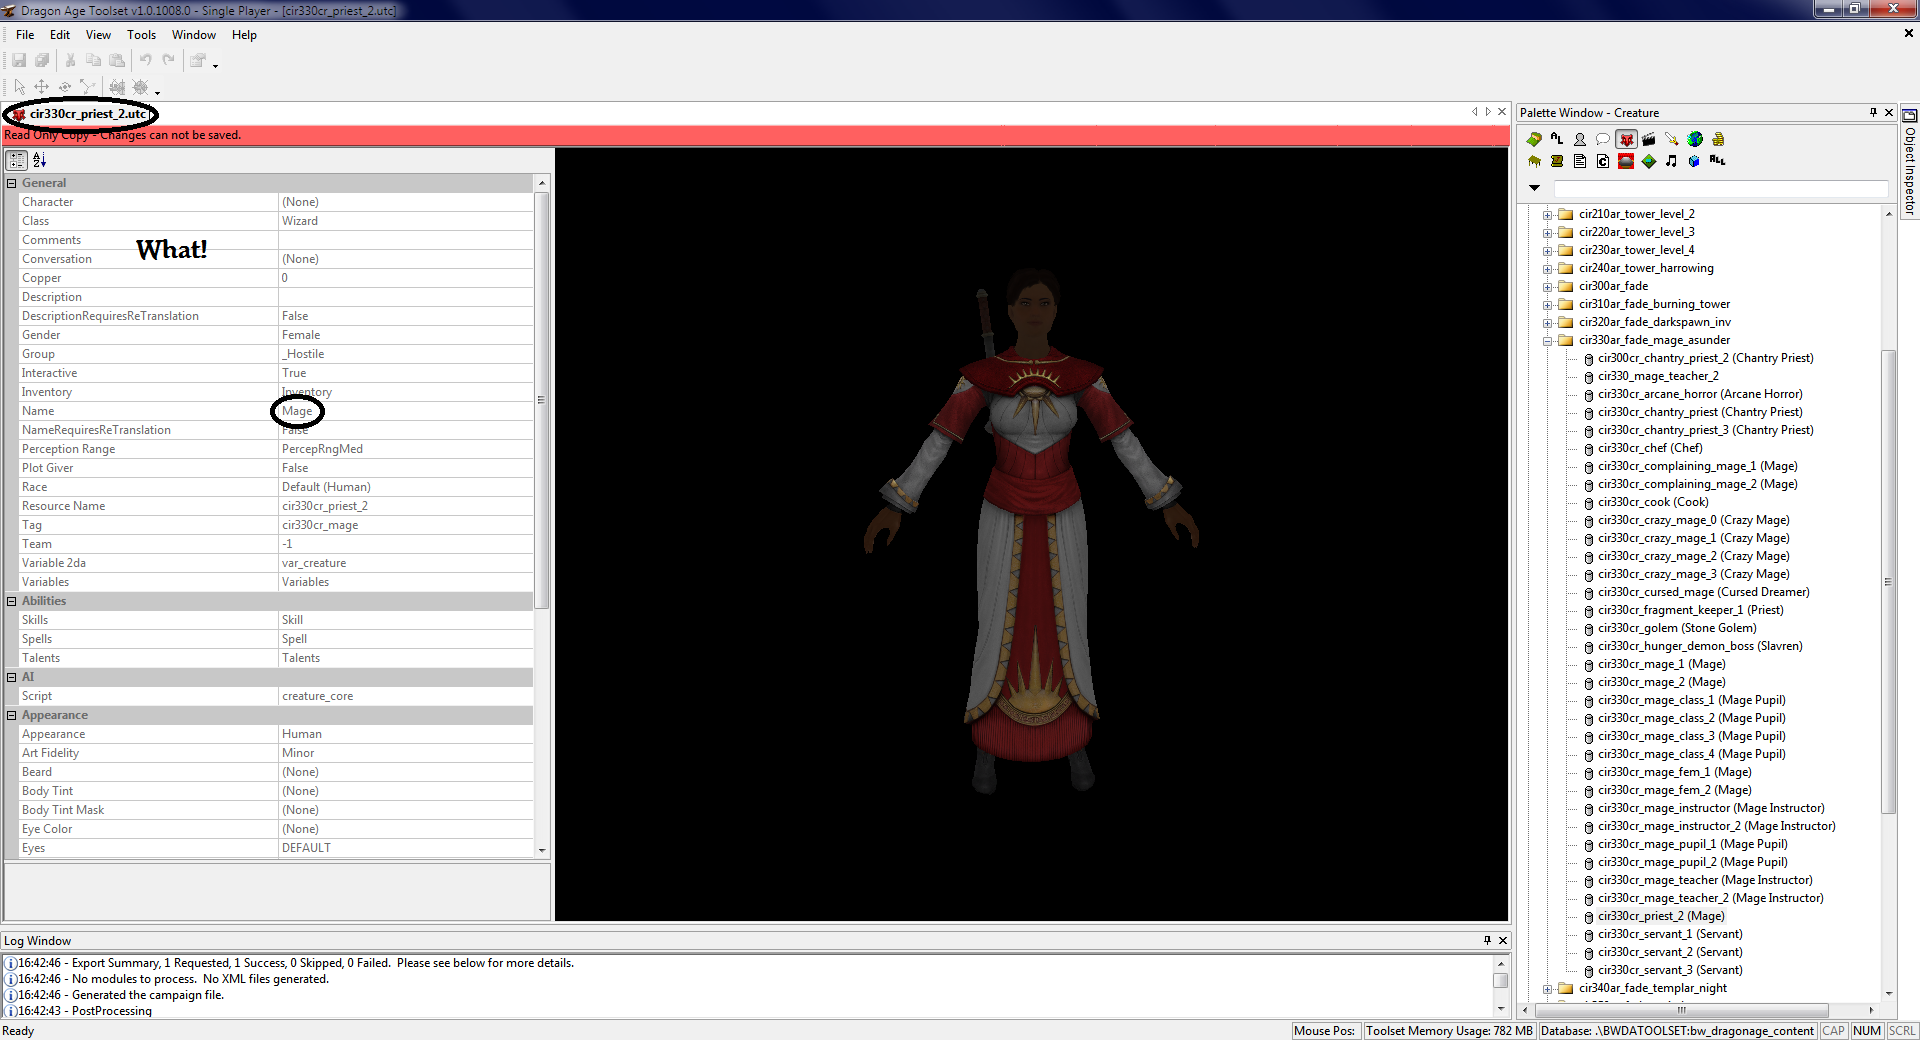 Dragon Age Toolset v1.0.1008.0 - Single Player - [cir330cr_priest_2.utc]
File Edit View Tools Window Help
cir330cr_priest_2.utc
Read Only Copy - Changes can not be saved.
General
Character (None)
Class Wizard
Comments
What!
Conversation (None)
Copper 0
Description
DescriptionRequiresReTranslation False
Gender Female
Group _Hostile
Interactive True
Inventory Inventory
Name Mage
NameRequiresReTranslation False
Perception Range PercepRngMed
Plot Giver False
Race Default (Human)
Resource Name cir330cr_priest_2
Tag cir330cr_mage
Team -1
Variable 2da var_creature
Variables Variables
Abilities
Skills Skill
Spells Spell
Talents Talents
AI
Script creature_core
Appearance
Appearance Human
Art Fidelity Minor
Beard (None)
Body Tint (None)
Body Tint Mask (None)
Eye Color (None)
Eyes DEFAULT
Palette Window - Creature
Object Inspector
cir210ar_tower_level_2
cir220ar_tower_level_3
cir230ar_tower_level_4
cir240ar_tower_harrowing
cir300ar_fade
cir310ar_fade_burning_tower
cir320ar_fade_darkspawn_inv
cir330ar_fade_mage_asunder
cir300cr_chantry_priest_2 (Chantry Priest)
cir330_mage_teacher_2
cir330cr_arcane_horror (Arcane Horror)
cir330cr_chantry_priest (Chantry Priest)
cir330cr_chantry_priest_3 (Chantry Priest)
cir330cr_chef (Chef)
cir330cr_complaining_mage_1 (Mage)
cir330cr_complaining_mage_2 (Mage)
cir330cr_cook (Cook)
cir330cr_crazy_mage_0 (Crazy Mage)
cir330cr_crazy_mage_1 (Crazy Mage)
cir330cr_crazy_mage_2 (Crazy Mage)
cir330cr_crazy_mage_3 (Crazy Mage)
cir330cr_cursed_mage (Cursed Dreamer)
cir330cr_fragment_keeper_1 (Priest)
cir330cr_golem (Stone Golem)
cir330cr_hunger_demon_boss (Slavren)
cir330cr_mage_1 (Mage)
cir330cr_mage_2 (Mage)
cir330cr_mage_class_1 (Mage Pupil)
cir330cr_mage_class_2 (Mage Pupil)
cir330cr_mage_class_3 (Mage Pupil)
cir330cr_mage_class_4 (Mage Pupil)
cir330cr_mage_fem_1 (Mage)
cir330cr_mage_fem_2 (Mage)
cir330cr_mage_instructor (Mage Instructor)
cir330cr_mage_instructor_2 (Mage Instructor)
cir330cr_mage_pupil_1 (Mage Pupil)
cir330cr_mage_pupil_2 (Mage Pupil)
cir330cr_mage_teacher (Mage Instructor)
cir330cr_mage_teacher_2 (Mage Instructor)
cir330cr_priest_2 (Mage)
cir330cr_servant_1 (Servant)
cir330cr_servant_2 (Servant)
cir330cr_servant_3 (Servant)
cir340ar_fade_templar_night
Log Window
16:42:46 - Export Summary, 1 Requested, 1 Success, 0 Skipped, 0 Failed.  Please see below for more details.
16:42:46 - No modules to process.  No XML files generated.
16:42:46 - Generated the campaign file.
16:42:43 - PostProcessing
Ready Mouse Pos: Toolset Memory Usage: 782 MB Database: .\BWDATOOLSET:bw_dragonage_content CAP NUM SCRL